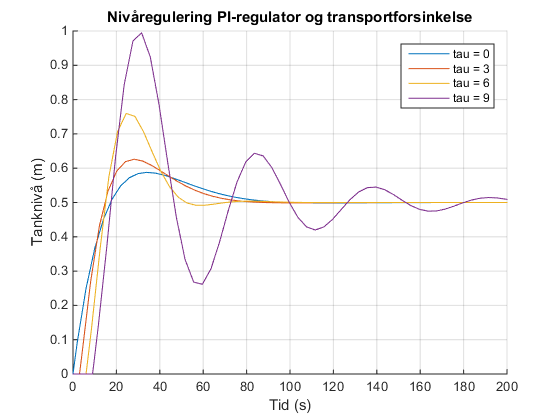 Nivåregulering PI-regulator og transportforsinkelse
tau = 0
tau = 3
tau = 6
tau = 9
Tanknivå (m)
1
0.9
0.8
0.7
0.6
0.5
0.4
0.3
0.2
0.1
0
0 20 40 60 80 100 120 140 160 180 200
Tid (s)